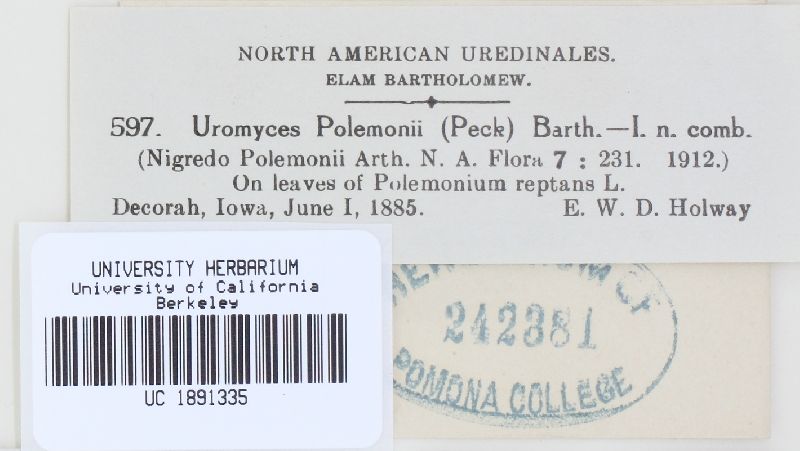 NORTH AMERICAN UREDINALES.
ELAM BARTHOLOMEW.
597. Uromyces Polemonii (Peck) Barth.—I. n. comb.
(Nigredo Polemonii Arth. N. A. Flora 7 : 231. 1912.)
On leaves of Polemonium reptans L.
Decorah, Iowa, June I, 1885. E. W. D. Holway
UNIVERSITY HERBARIUM
University of California
Berkeley
UC 1891335
242381
POMONA COLLEGE